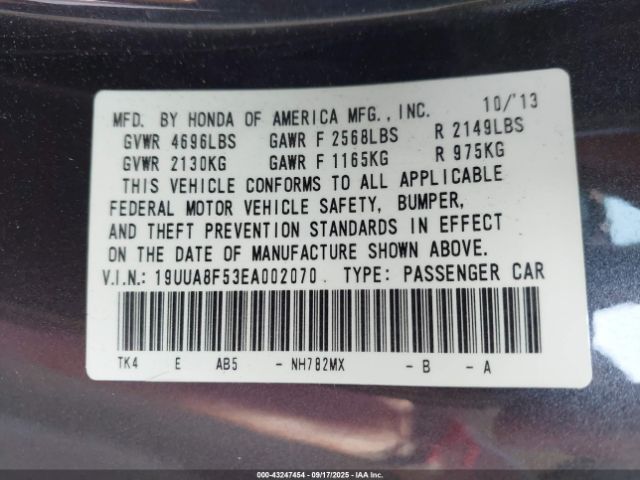 MFD. BY HONDA OF AMERICA MFG., INC. 10/'13
GVWR 4696LBS GAWR F 2568LBS R 2149LBS
GVWR 2130KG GAWR F 1165KG R 975KG
THIS VEHICLE CONFORMS TO ALL APPLICABLE
FEDERAL MOTOR VEHICLE SAFETY, BUMPER,
AND THEFT PREVENTION STANDARDS IN EFFECT
ON THE DATE OF MANUFACTURE SHOWN ABOVE.
V.I.N.: 19UUA8F53EA002070 TYPE: PASSENGER CAR
TK4 E AB5 - NH782MX - B - A
000-43247454 - 09/17/2025 - IAA Inc.